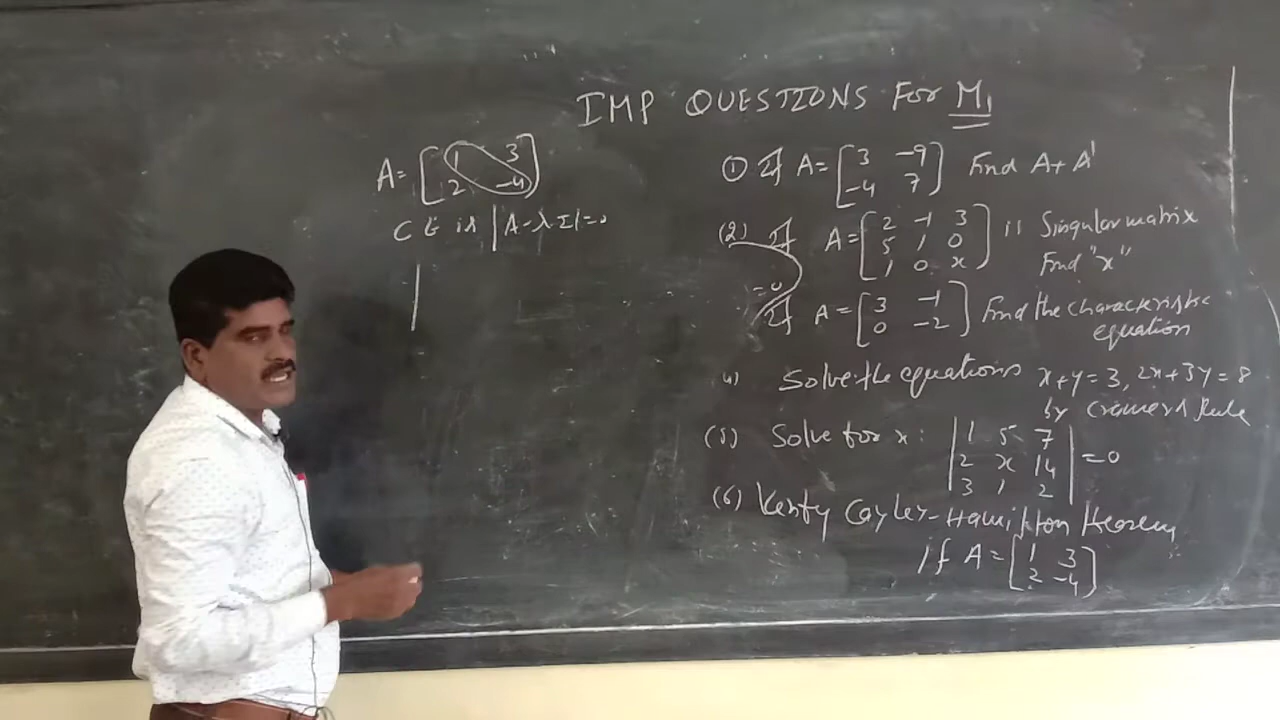 IMP QUESTIONS For M1
A= [1 3
2 -4]
C E is |A-λI|=0
① If A= [3 -9
-4 7] Find A+A'
(2) If A= [2 -1 3
5 1 0
1 0 x] is Singular matrix
Find "x"
=0
If A= [3 -1
0 -2] Find the characteristic
equation
4) Solve the equations x+y=3, 2x+3y=8
by cramer's Rule
(5) Solve for x: |1 5 7
2 x 14
3 1 2| =0
(6) Verify Cayley-Hamilton theorem
if A= [1 3
2 -4]